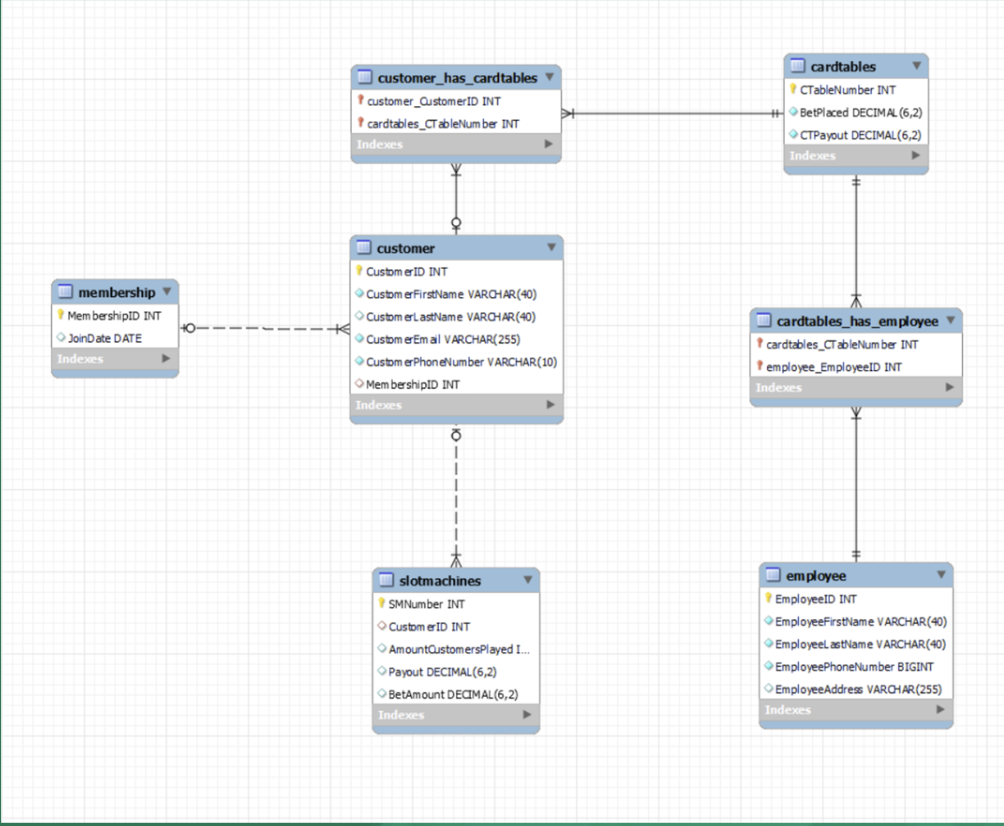 customer_has_cardtables
customer_CustomerID INT
cardtables_CTableNumber INT
Indexes
cardtables
CTableNumber INT
BetPlaced DECIMAL(6,2)
CTPayout DECIMAL(6,2)
Indexes
customer
CustomerID INT
CustomerFirstName VARCHAR(40)
CustomerLastName VARCHAR(40)
CustomerEmail VARCHAR(255)
CustomerPhoneNumber VARCHAR(10)
MembershipID INT
Indexes
membership
MembershipID INT
JoinDate DATE
Indexes
cardtables_has_employee
cardtables_CTableNumber INT
employee_EmployeeID INT
Indexes
slotmachines
SMNumber INT
CustomerID INT
AmountCustomersPlayed I...
Payout DECIMAL(6,2)
BetAmount DECIMAL(6,2)
Indexes
employee
EmployeeID INT
EmployeeFirstName VARCHAR(40)
EmployeeLastName VARCHAR(40)
EmployeePhoneNumber BIGINT
EmployeeAddress VARCHAR(255)
Indexes